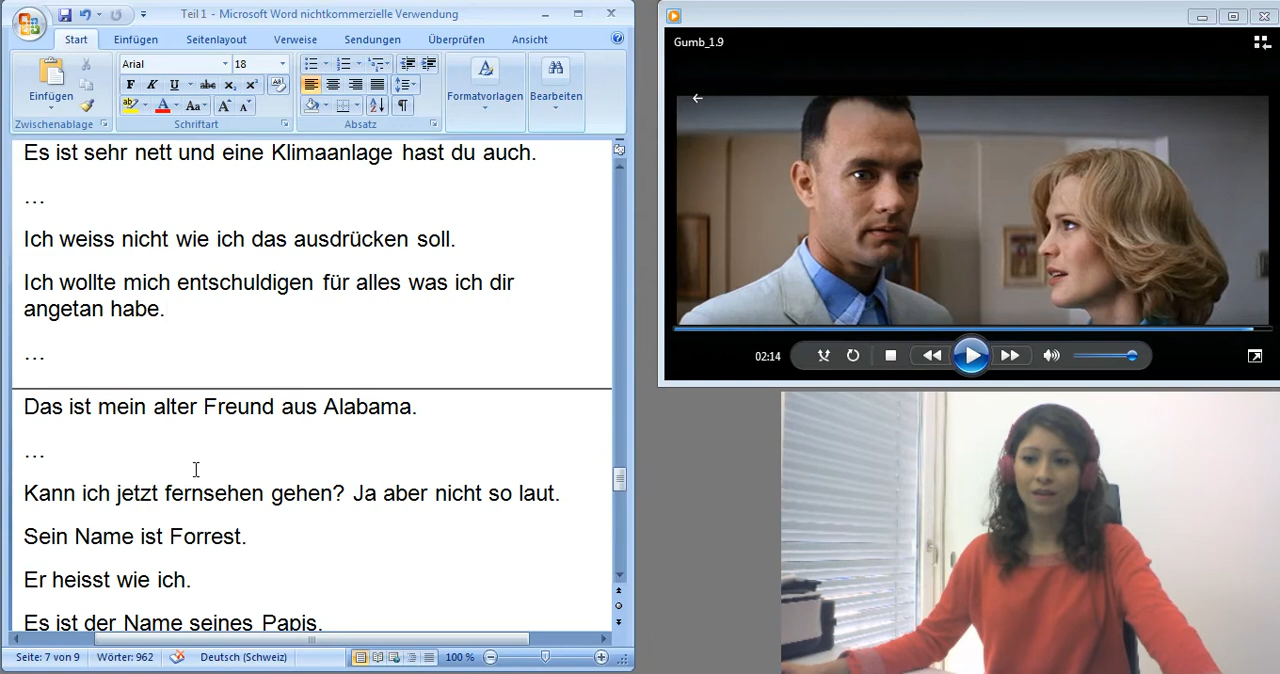 Teil 1 - Microsoft Word nichtkommerzielle Verwendung
Start Einfügen Seitenlayout Verweise Sendungen Überprüfen Ansicht
Arial 18
Einfügen
F K U abc x₂ x² Aa A A
Formatvorlagen Bearbeiten
Zwischenablage Schriftart Absatz
Es ist sehr nett und eine Klimaanlage hast du auch.
…
Ich weiss nicht wie ich das ausdrücken soll.
Ich wollte mich entschuldigen für alles was ich dir
angetan habe.
…
Das ist mein alter Freund aus Alabama.
…
Kann ich jetzt fernsehen gehen? Ja aber nicht so laut.
Sein Name ist Forrest.
Er heisst wie ich.
Es ist der Name seines Papis.
Seite: 7 von 9 Wörter: 962 Deutsch (Schweiz) 100 %
Gumb_1.9
02:14